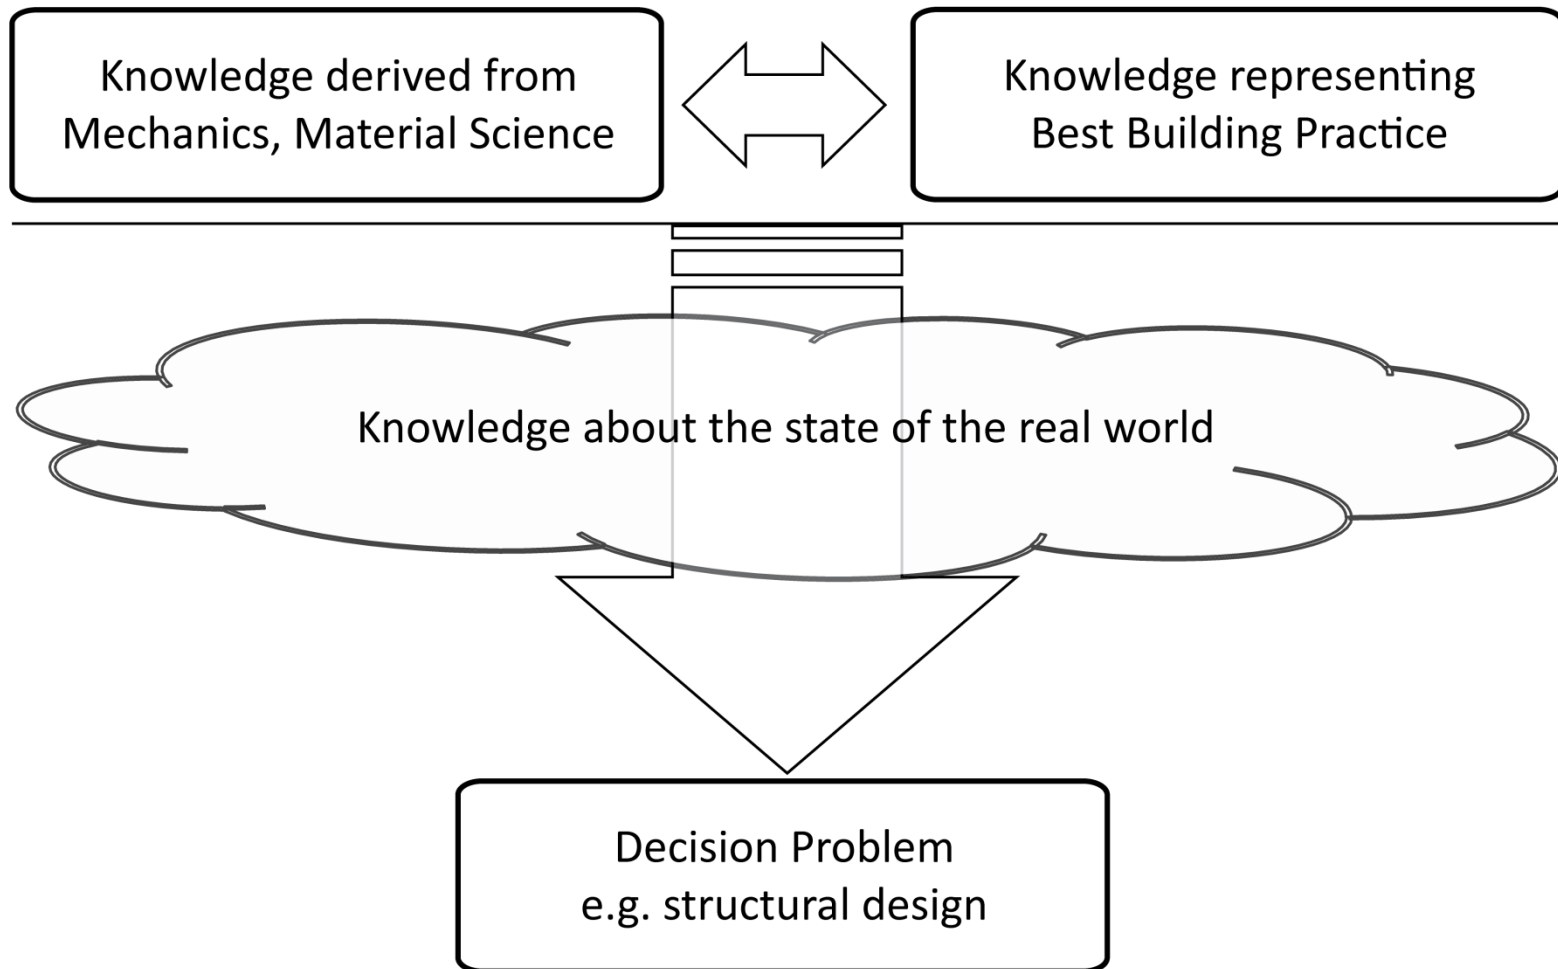 Knowledge derived from
Mechanics, Material Science
Knowledge representing
Best Building Practice
Knowledge about the state of the real world
Decision Problem
e.g. structural design